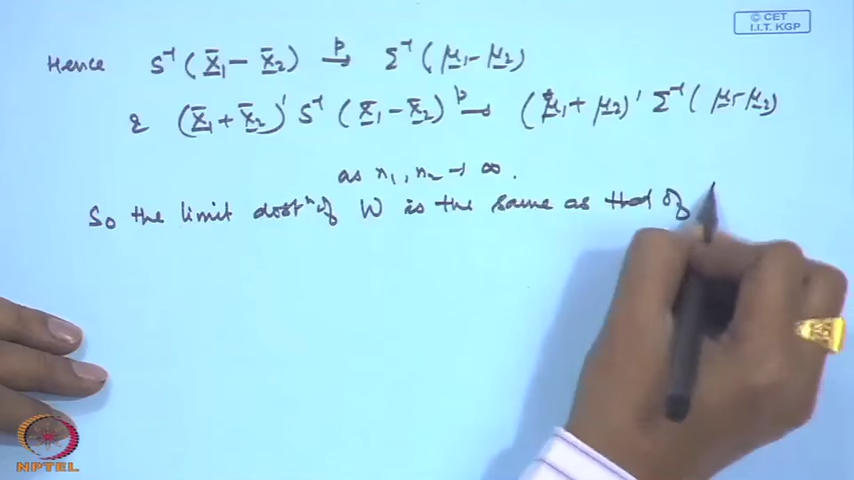 © CET
I.I.T. KGP
Hence S⁻¹(X̄₁ − X̄₂) →ᵖ Σ⁻¹(μ₁ − μ₂)
& (X̄₁ + X̄₂)' S⁻¹ (X̄₁ − X̄₂) →ᵖ (μ₁ + μ₂)' Σ⁻¹ (μ₁ − μ₂)
as n₁, n₂ → ∞.
So the limit distⁿ of W is the same as that of
NPTEL